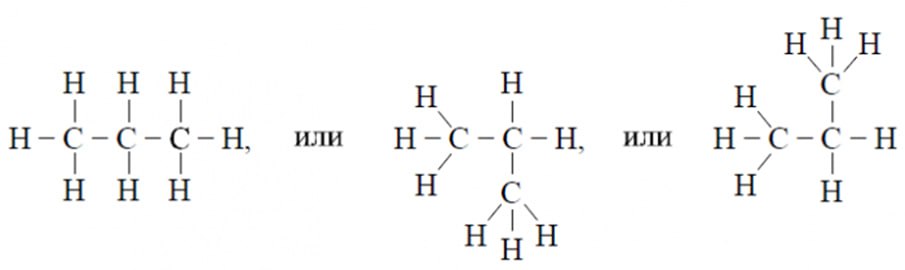 H
H H
H H H H C
H H
H – C – C – C – H, или H – C – C – H, или H – C – C – H
H H H H C H H
H H H